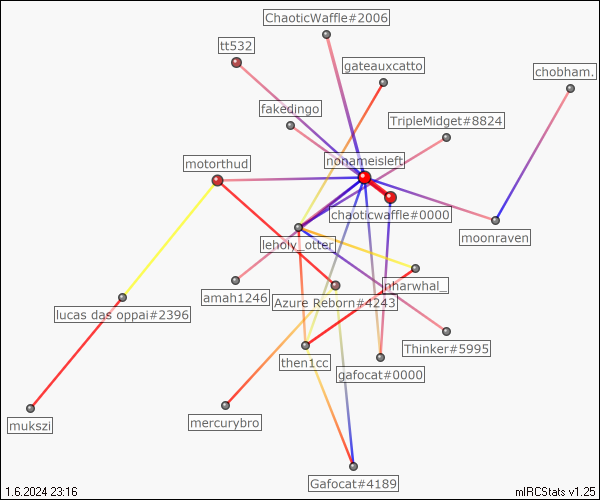 ChaoticWaffle#2006
tt532
gateauxcatto
chobham.
fakedingo
TripleMidget#8824
nonameisleft
motorthud
chaoticwaffle#0000
moonraven
leholy_otter
nharwhal_
amah1246
Azure Reborn#4243
lucas das oppai#2396
Thinker#5995
then1cc
gafocat#0000
mukszi
mercurybro
Gafocat#4189
1.6.2024 23:16
mIRCStats v1.25